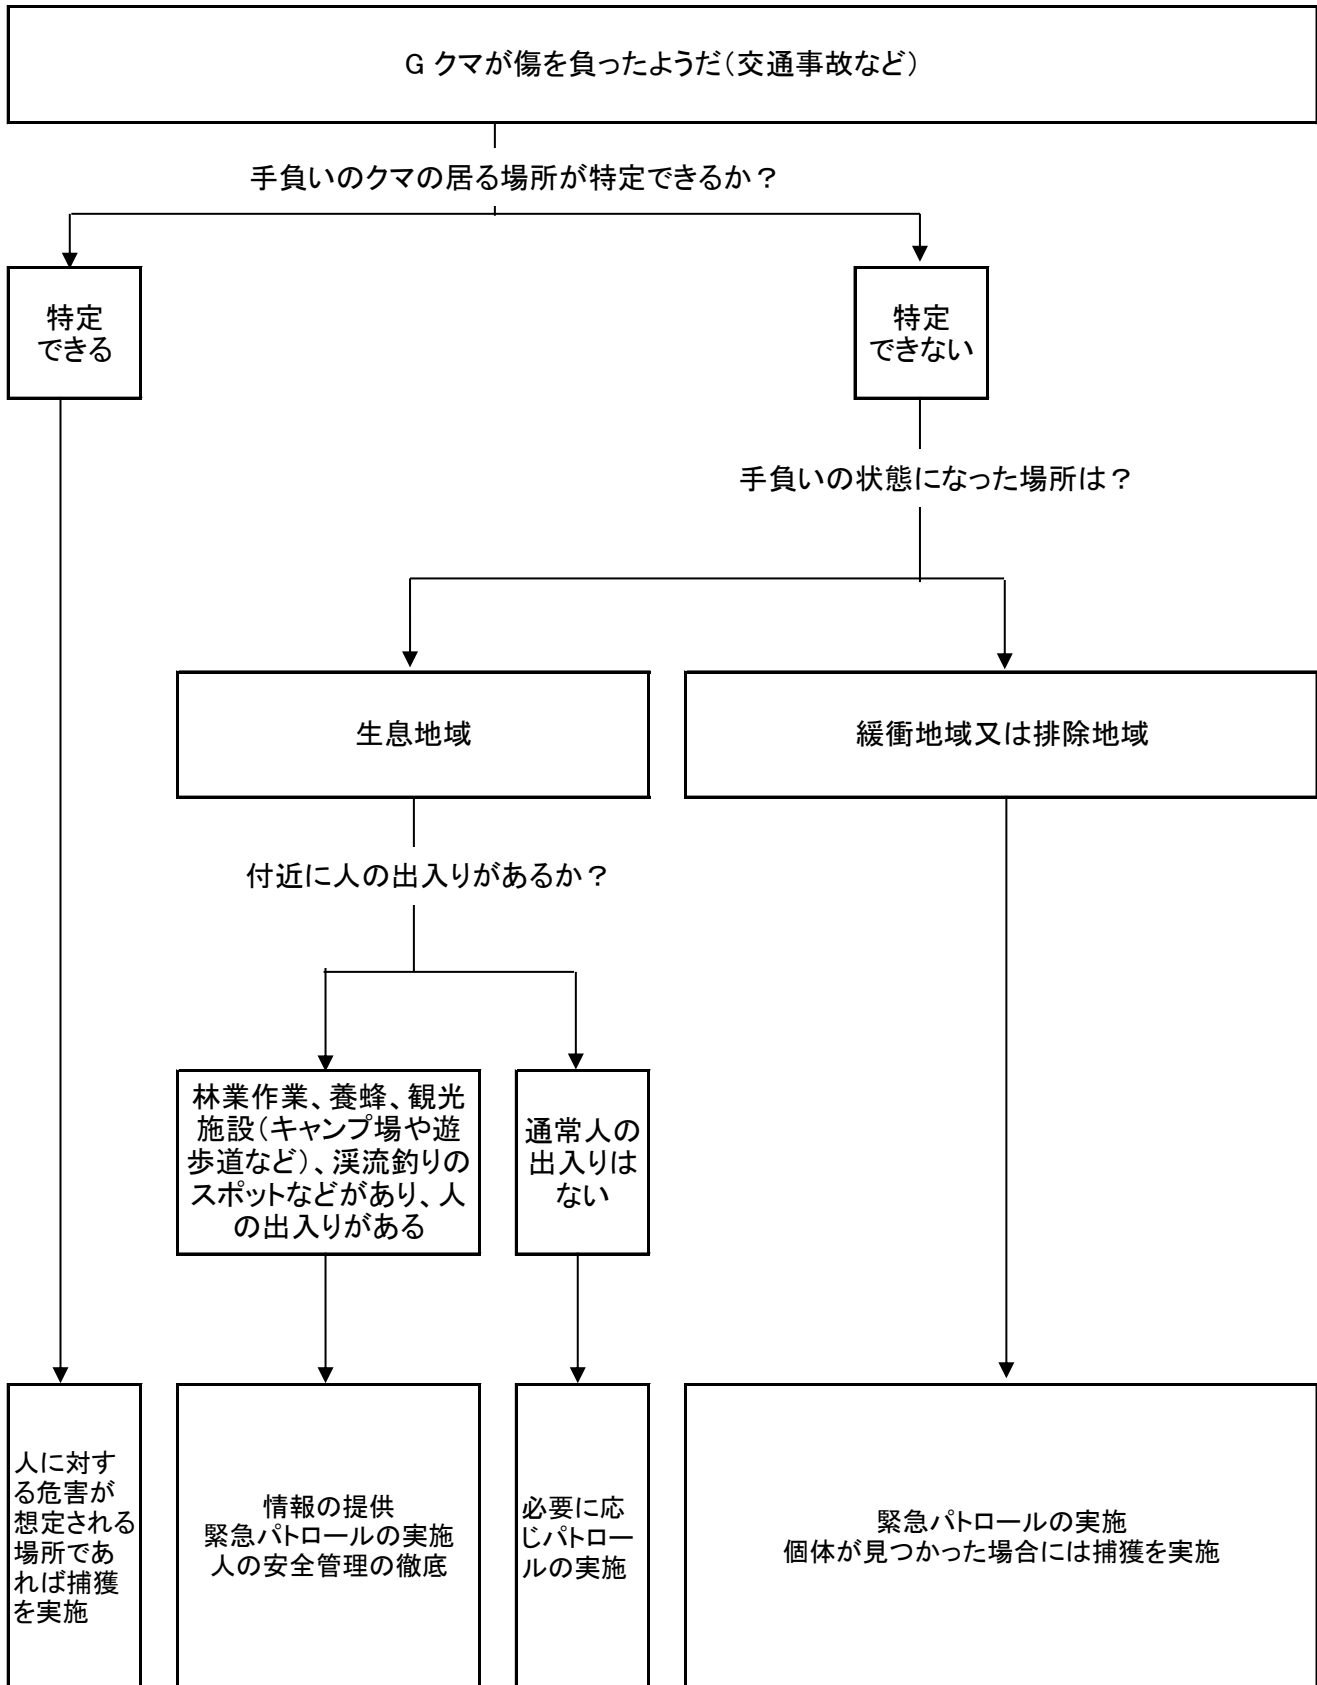 G クマが傷を負ったようだ（交通事故など）
手負いのクマの居る場所が特定できるか？
特定
できる
特定
できない
手負いの状態になった場所は？
生息地域
緩衝地域又は排除地域
付近に人の出入りがあるか？
林業作業、養蜂、観光
施設（キャンプ場や遊
歩道など）、渓流釣りの
スポットなどがあり、人
の出入りがある
通常人の
出入りは
ない
人に対す
る危害が
想定される
場所であ
れば捕獲
を実施
情報の提供
緊急パトロールの実施
人の安全管理の徹底
必要に応
じパトロー
ルの実施
緊急パトロールの実施
個体が見つかった場合には捕獲を実施